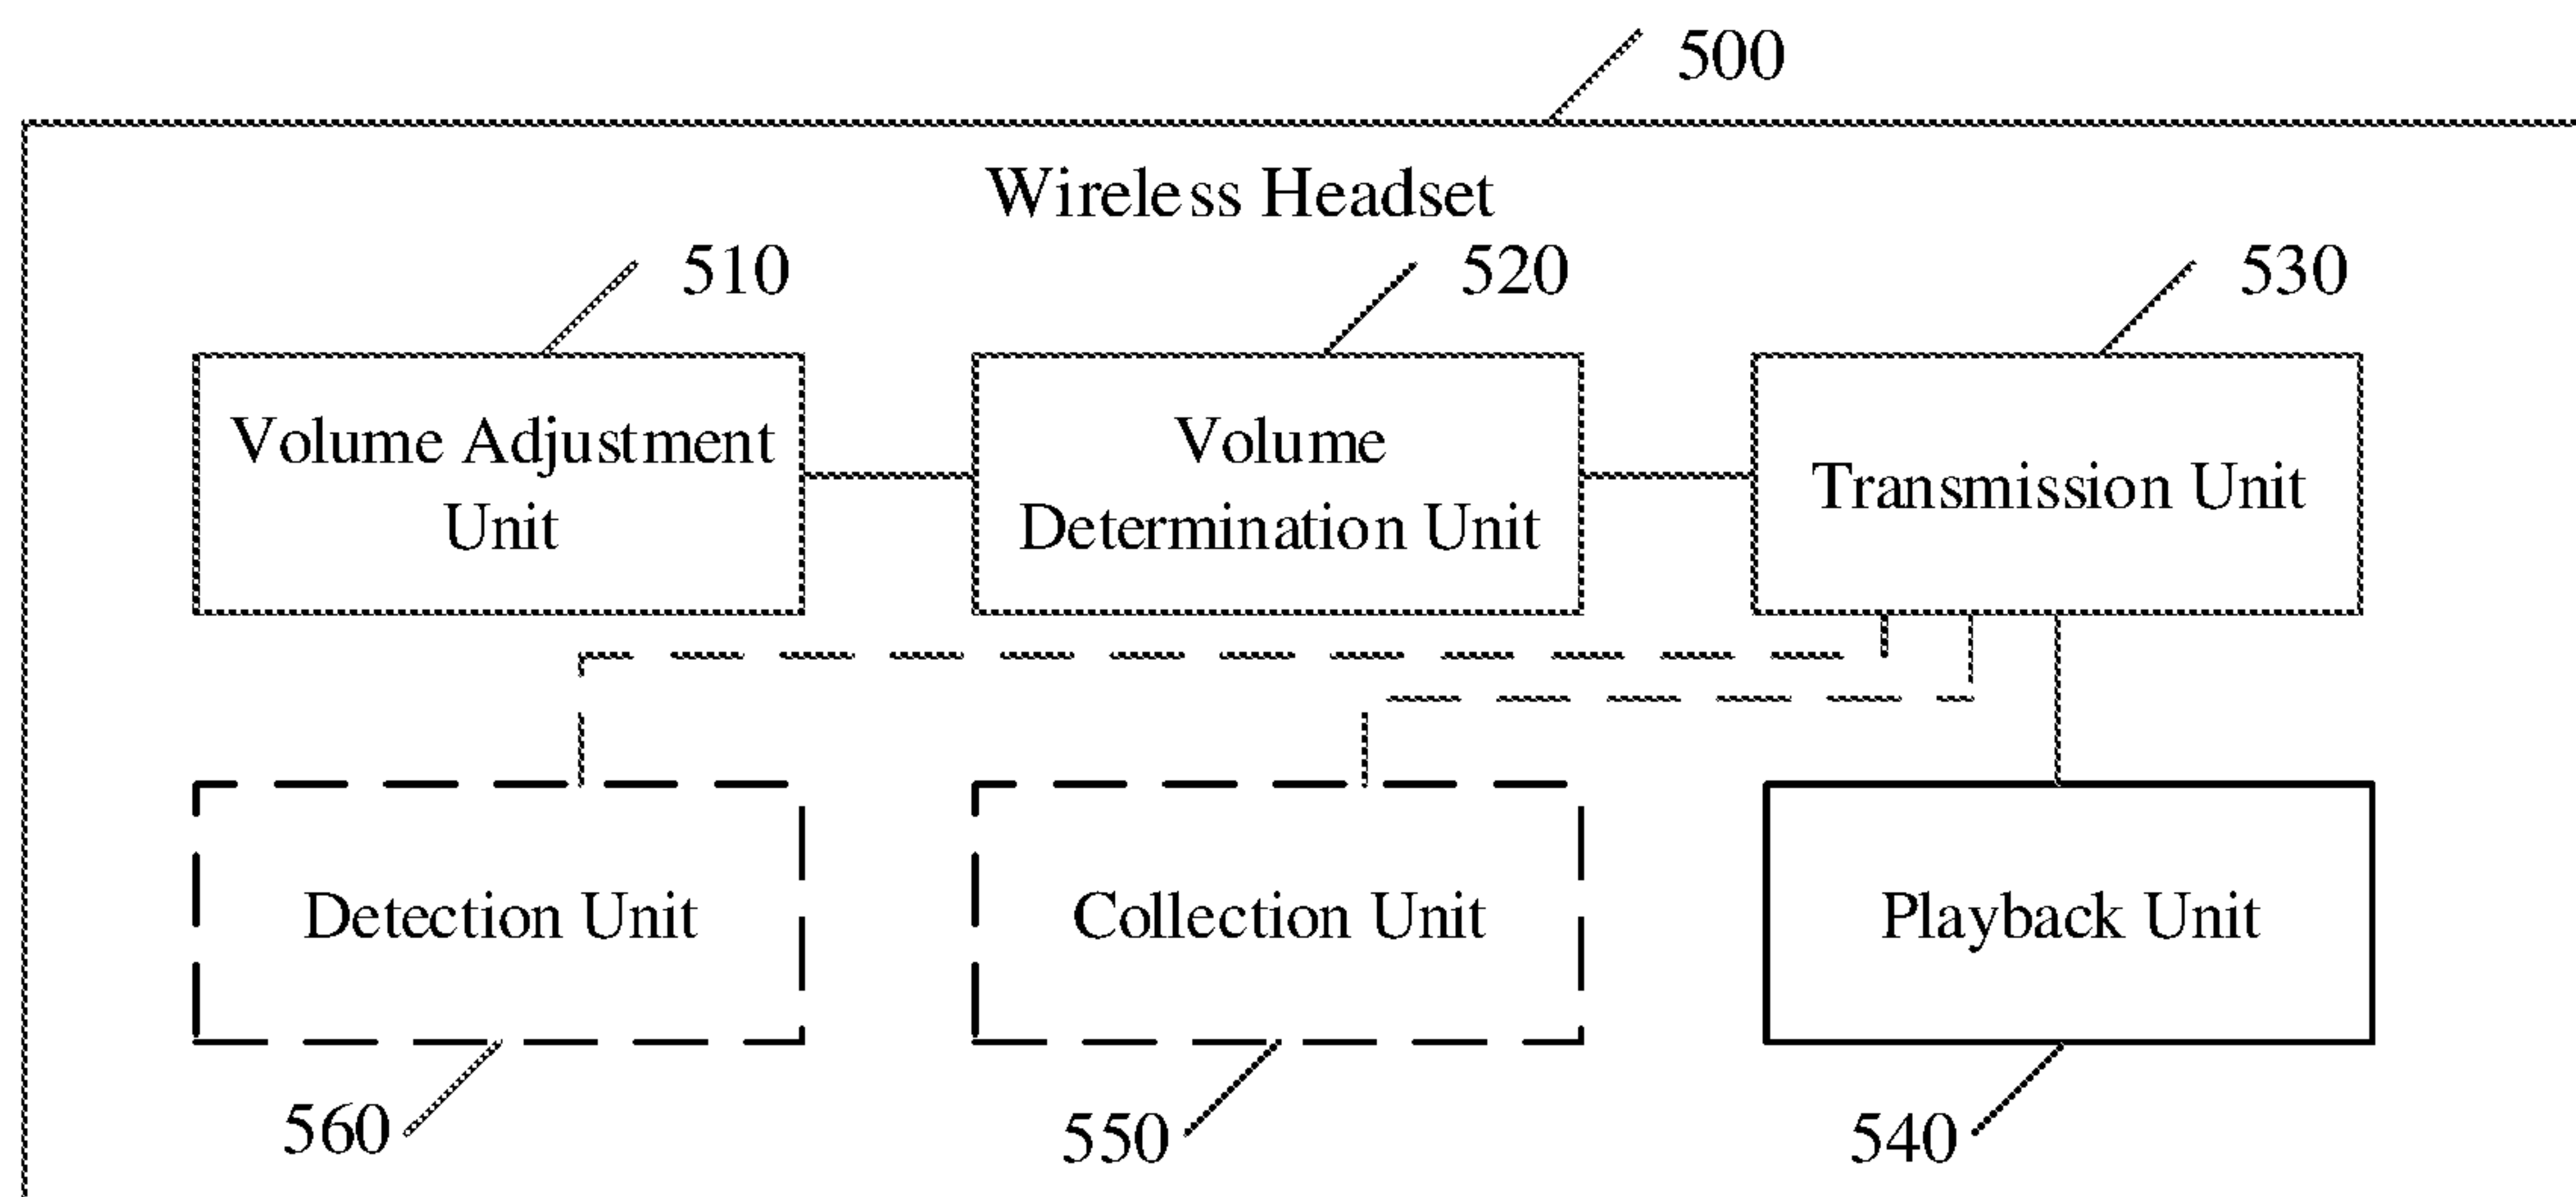 500
Wireless Headset
510
520
530
Volume Adjustment
Unit
Volume
Determination Unit
Transmission Unit
Detection Unit
Collection Unit
Playback Unit
560
550
540